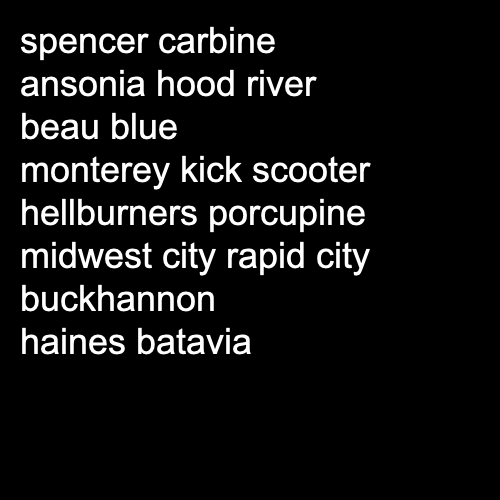 spencer carbine
ansonia hood river
beau blue
monterey kick scooter
hellburners porcupine
midwest city rapid city
buckhannon
haines batavia